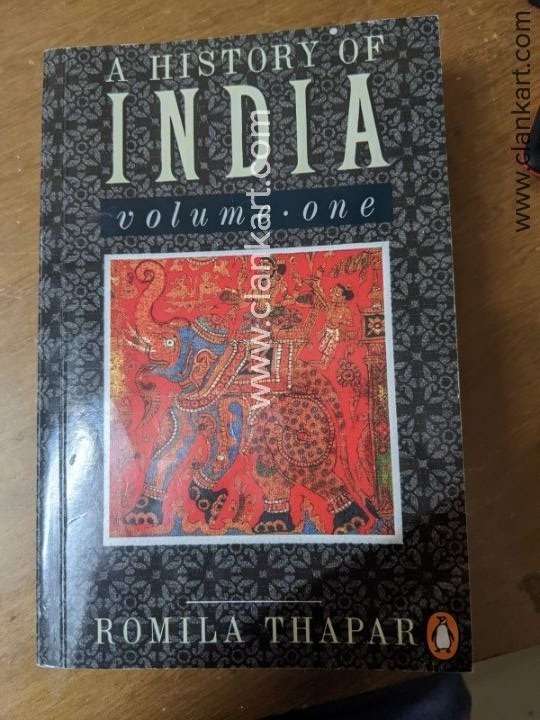 A HISTORY OF
INDIA
volume·one
ROMILA THAPAR
www.clankart.com
www.clankart.com